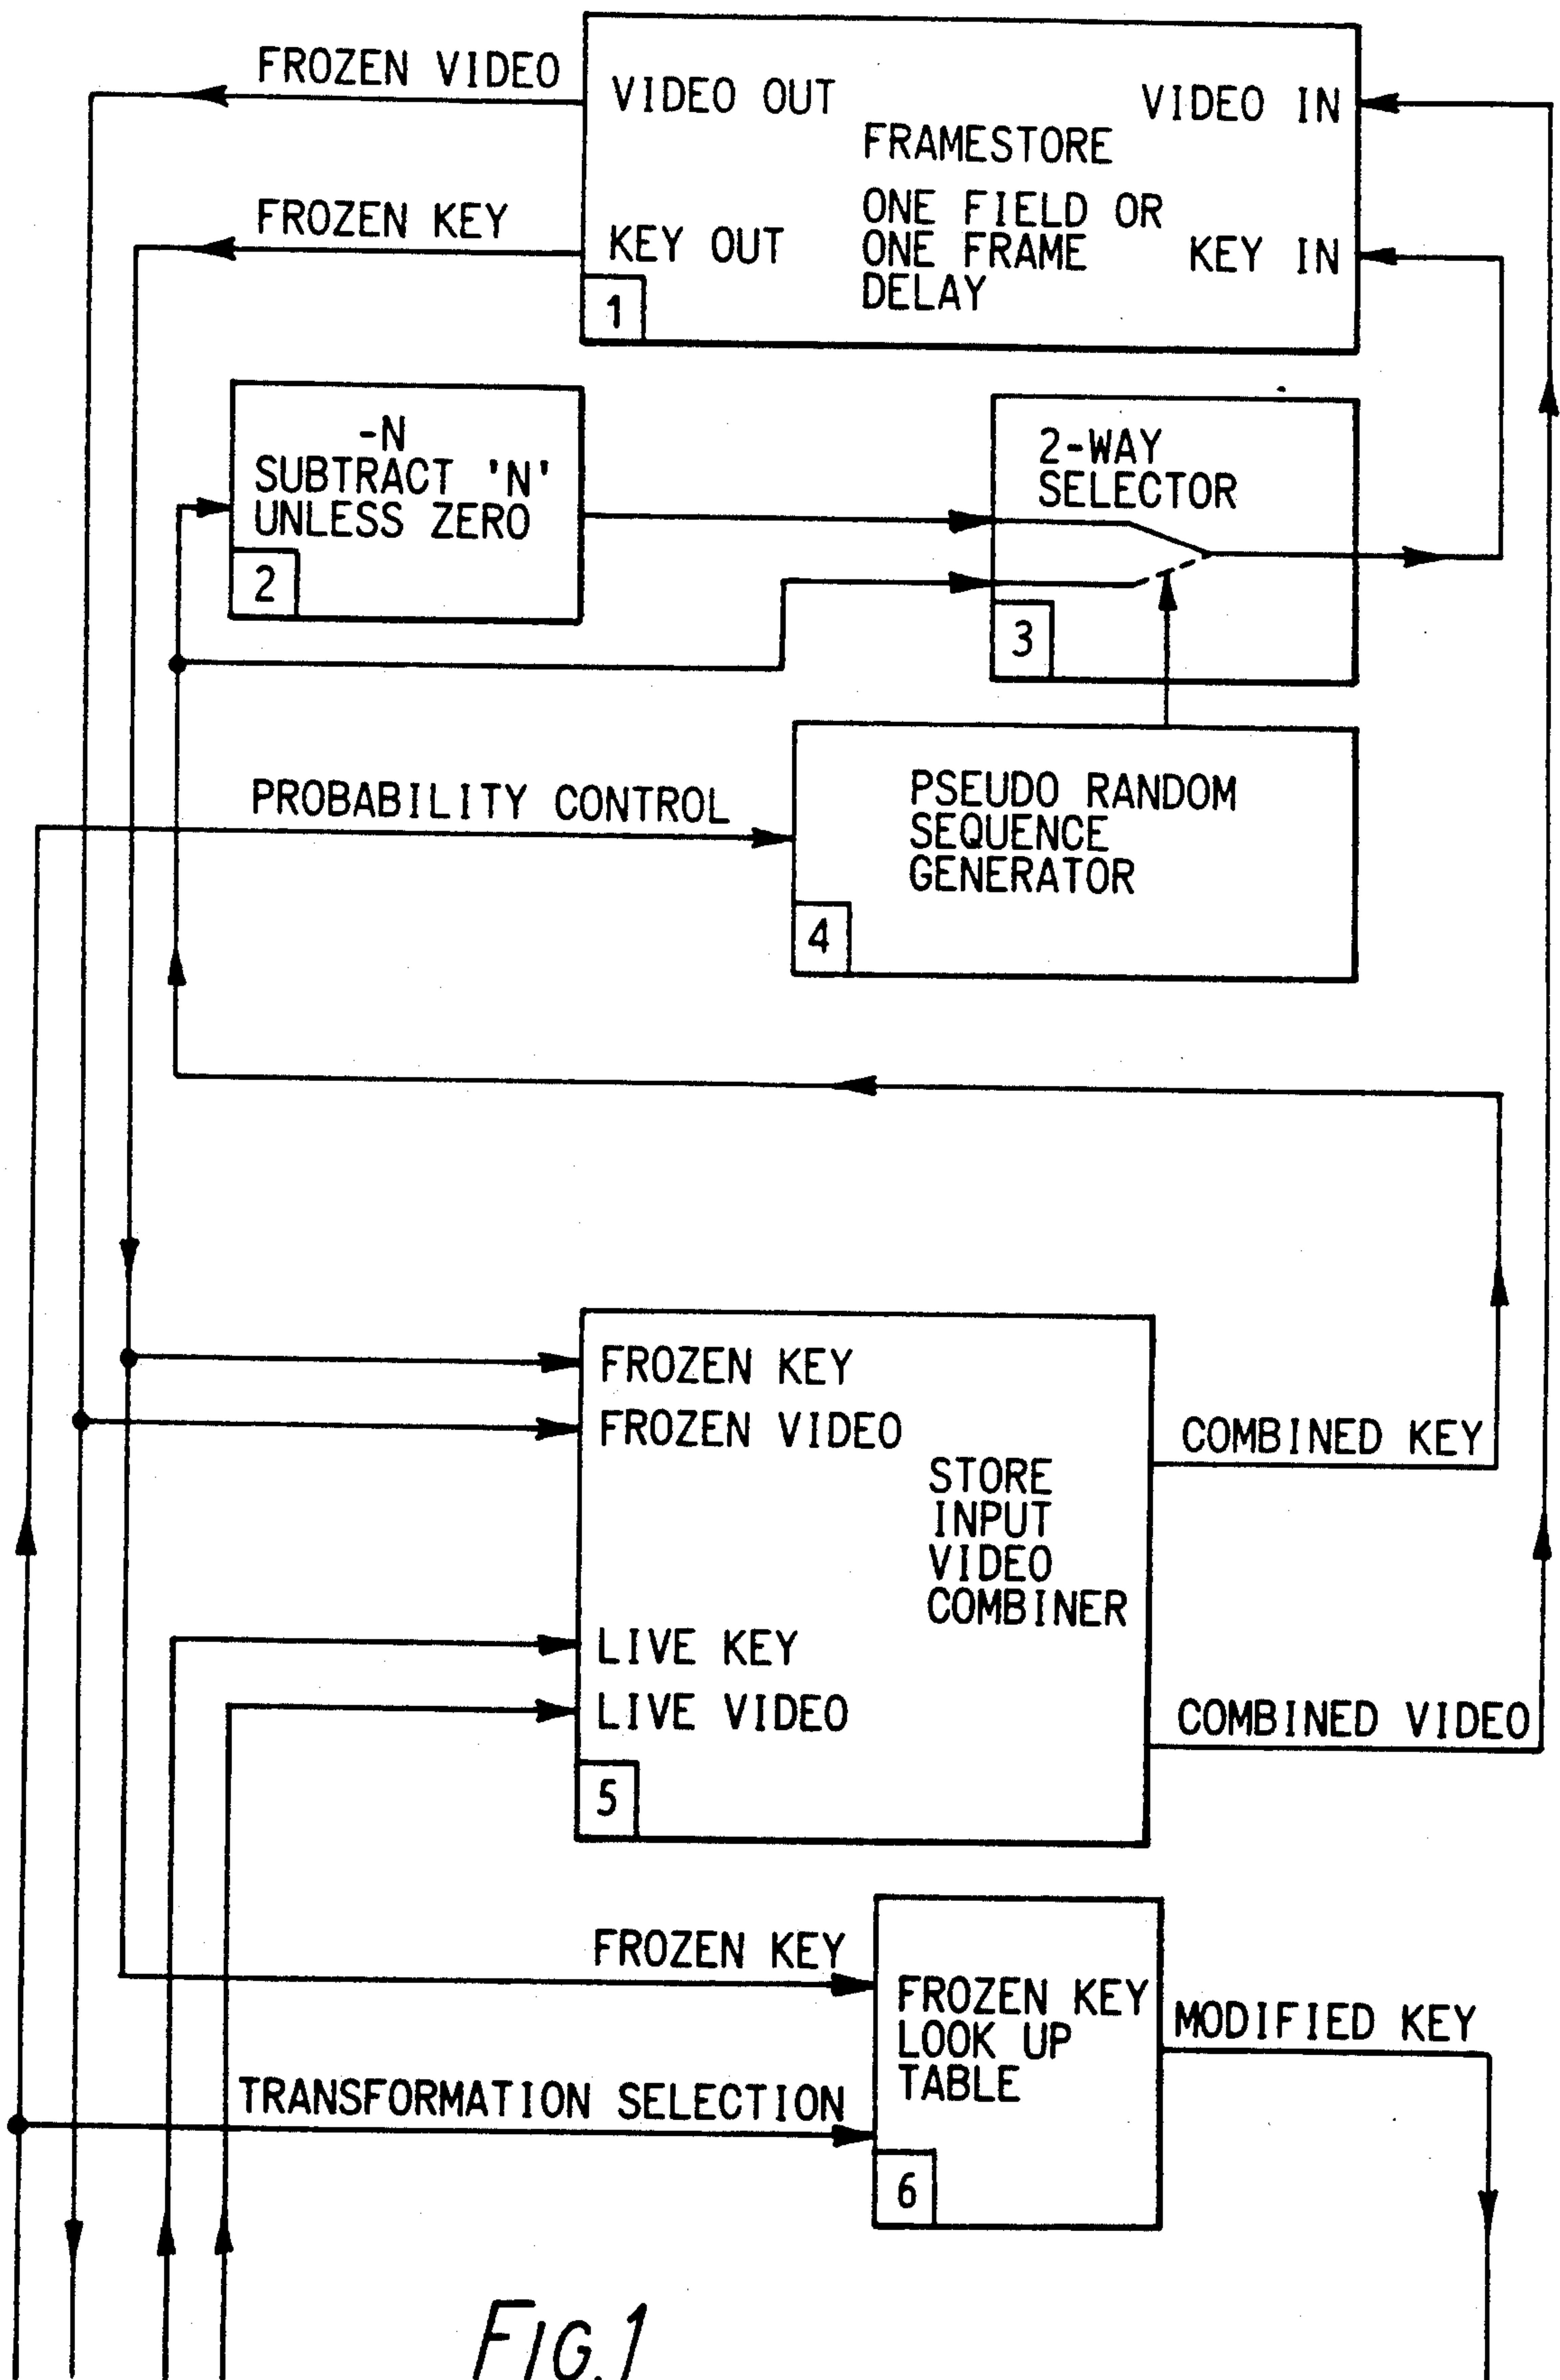 FROZEN VIDEO
VIDEO OUT
VIDEO IN
FRAMESTORE
ONE FIELD OR
ONE FRAME
DELAY
FROZEN KEY
KEY OUT
KEY IN
1
-N
SUBTRACT 'N'
UNLESS ZERO
2
2-WAY
SELECTOR
3
PROBABILITY CONTROL
PSEUDO RANDOM
SEQUENCE
GENERATOR
4
FROZEN KEY
FROZEN VIDEO
STORE
INPUT
VIDEO
COMBINER
LIVE KEY
LIVE VIDEO
5
COMBINED KEY
COMBINED VIDEO
FROZEN KEY
FROZEN KEY
LOOK UP
TABLE
MODIFIED KEY
TRANSFORMATION SELECTION
6
FIG.1